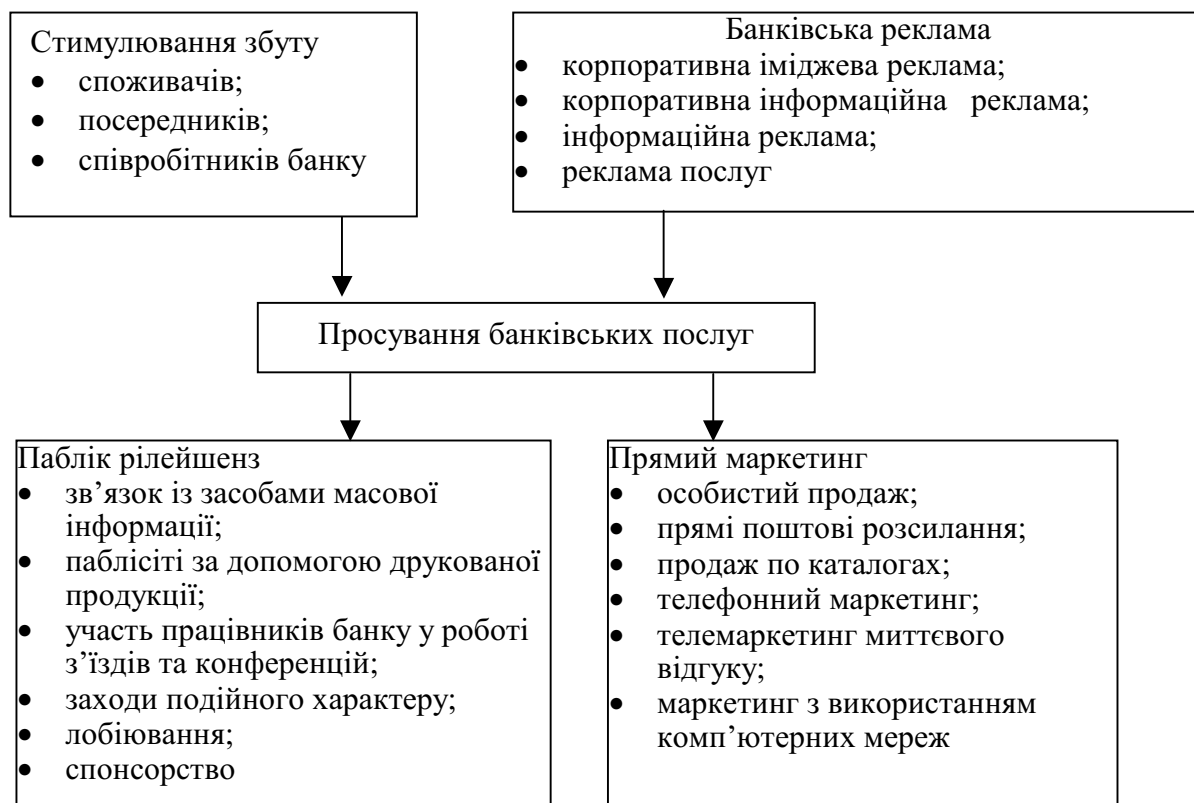 Стимулювання збуту
• споживачів;
• посередників;
• співробітників банку
Банківська реклама
• корпоративна іміджева реклама;
• корпоративна інформаційна реклама;
• інформаційна реклама;
• реклама послуг
Просування банківських послуг
Паблік рілейшенз
• зв’язок із засобами масової
інформації;
• паблісіті за допомогою друкованої
продукції;
• участь працівників банку у роботі
з’їздів та конференцій;
• заходи подійного характеру;
• лобіювання;
• спонсорство
Прямий маркетинг
• особистий продаж;
• прямі поштові розсилання;
• продаж по каталогах;
• телефонний маркетинг;
• телемаркетинг миттєвого
відгуку;
• маркетинг з використанням
комп’ютерних мереж